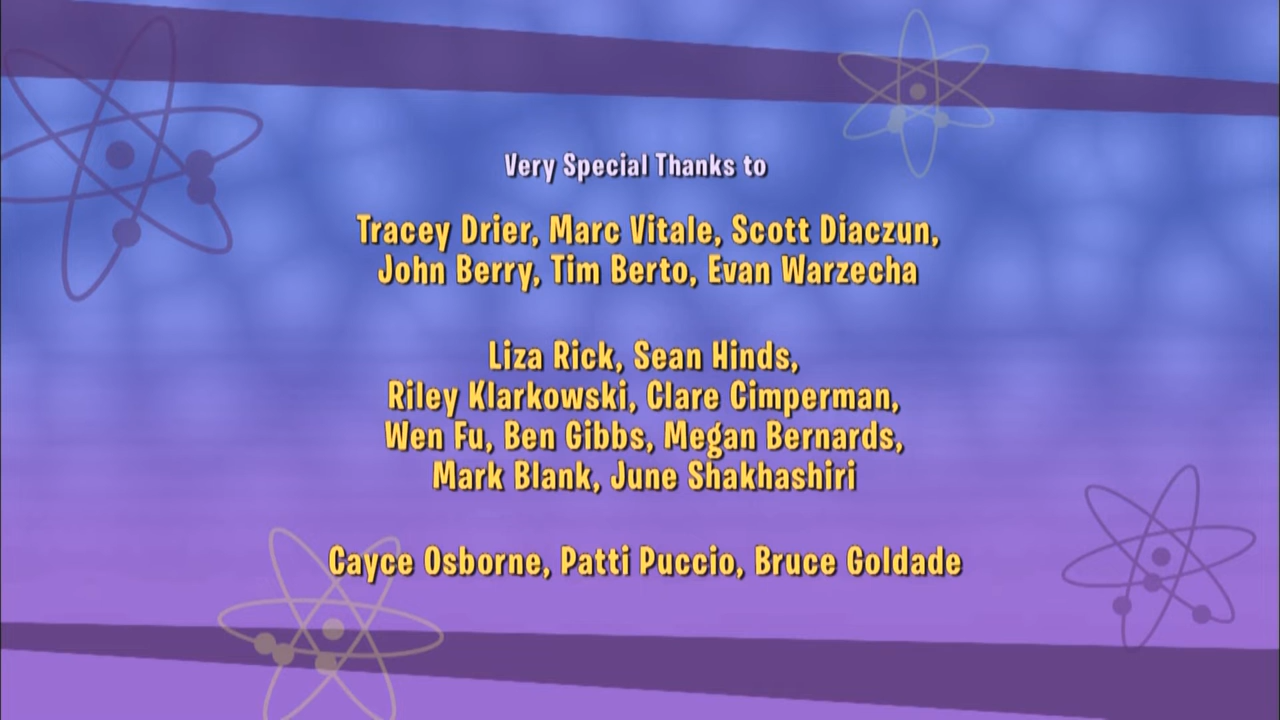 Very Special Thanks to
Tracey Drier, Marc Vitale, Scott Diaczun,
John Berry, Tim Berto, Evan Warzecha
Liza Rick, Sean Hinds,
Riley Klarkowski, Clare Cimperman,
Wen Fu, Ben Gibbs, Megan Bernards,
Mark Blank, June Shakhashiri
Cayce Osborne, Patti Puccio, Bruce Goldade